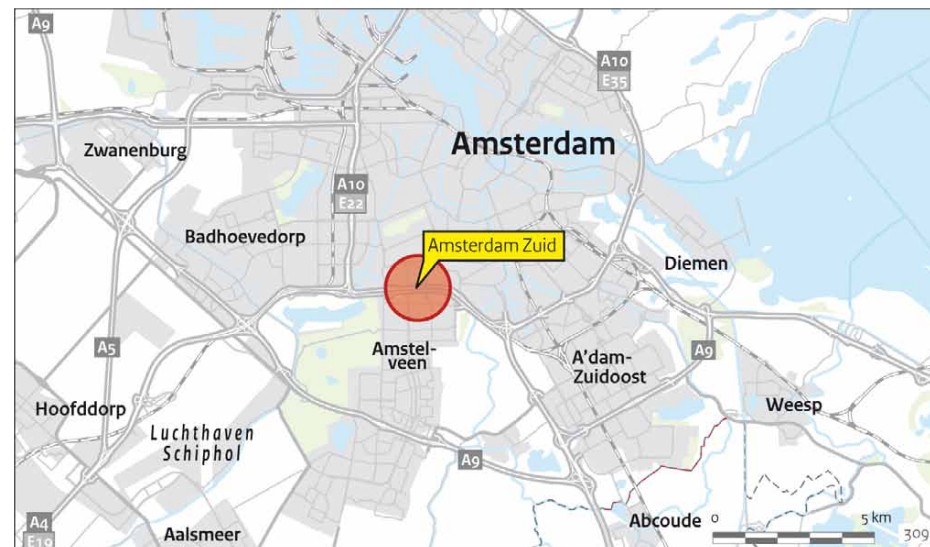 A9
A10
E35
Amsterdam
Zwanenburg
A10
E22
Badhoevedorp
Amsterdam Zuid
Diemen
A5
Amstel-
veen
A'dam-
Zuidoost
A9
Hoofddorp
Weesp
Luchthaven
Schiphol
A9
A4
E19
Aalsmeer
Abcoude
0
5 km
309